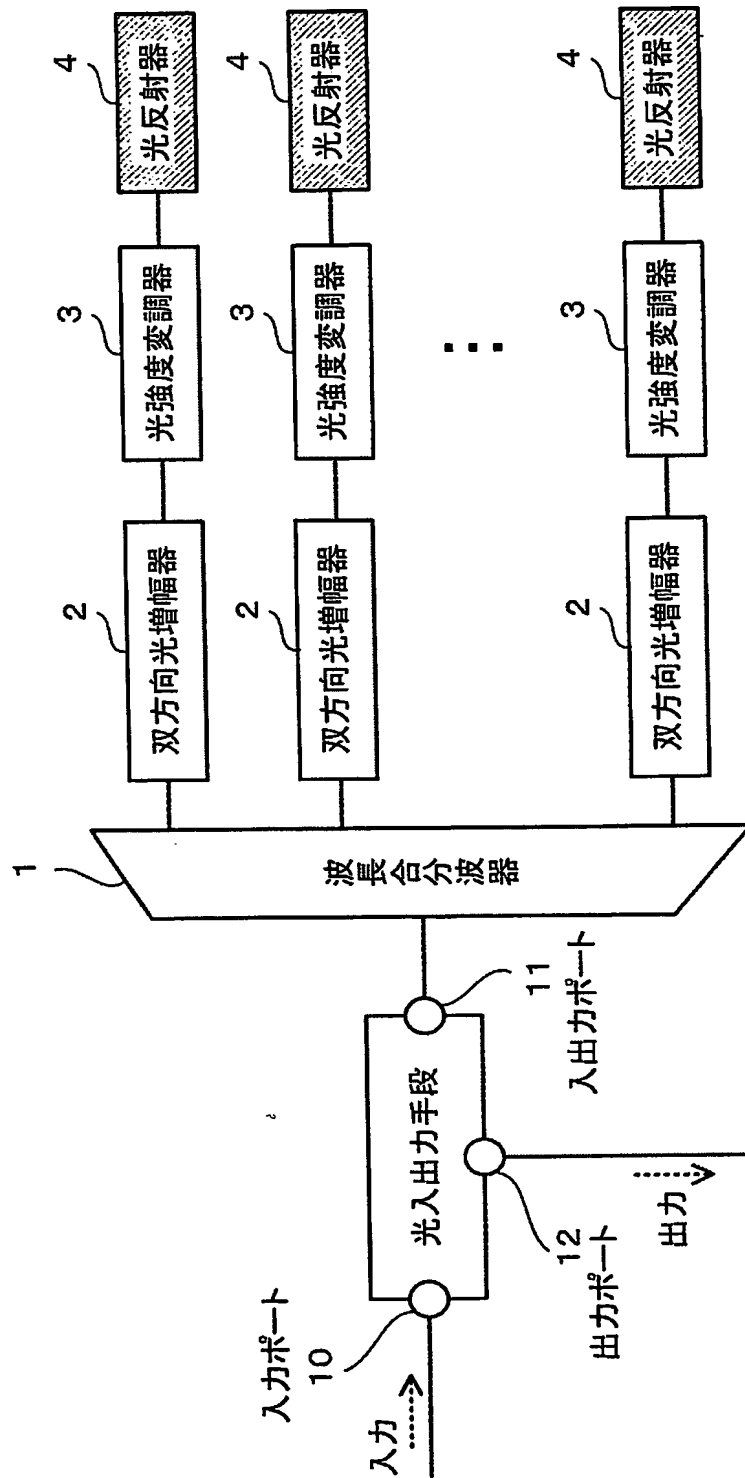 入力
入力ポート
10
光入出力手段
12
出力ポート
出力
11
入出力ポート
1
波長合分波器
2
双方向光増幅器
3
光強度変調器
4
光反射器
2
双方向光増幅器
3
光強度変調器
4
光反射器
...
2
双方向光増幅器
3
光強度変調器
4
光反射器